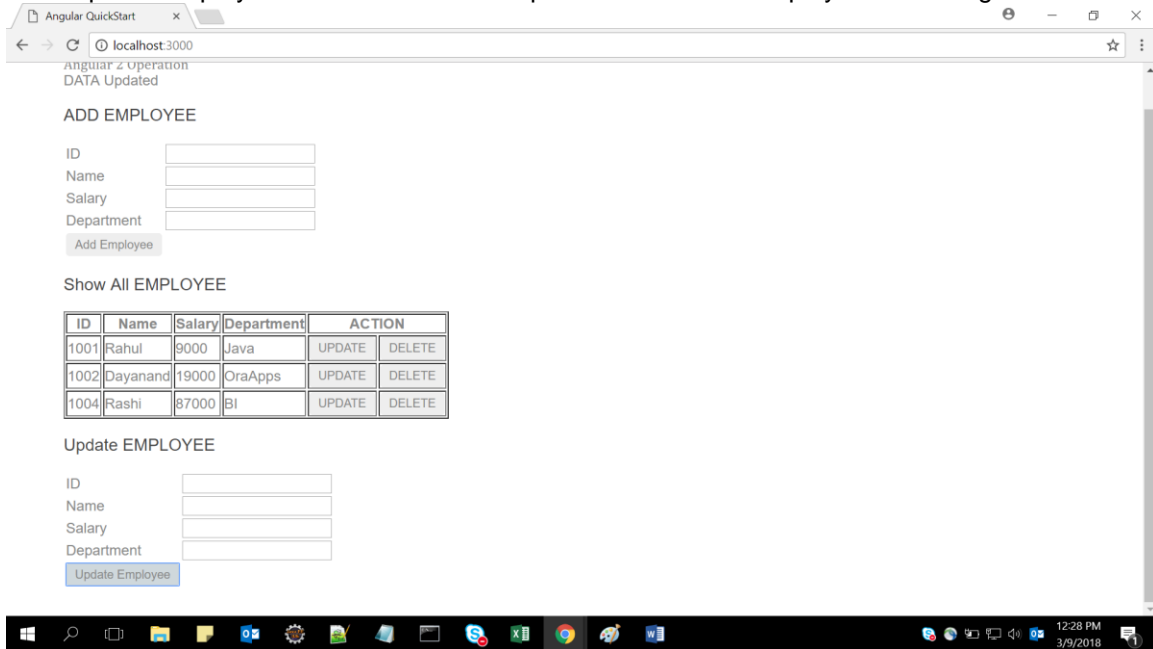 Angular QuickStart
localhost:3000
Angular 2 Operation
DATA Updated
ADD EMPLOYEE
ID
Name
Salary
Department
Add Employee
Show All EMPLOYEE
ID Name Salary Department ACTION
1001 Rahul 9000 Java UPDATE DELETE
1002 Dayanand 19000 OraApps UPDATE DELETE
1004 Rashi 87000 BI UPDATE DELETE
Update EMPLOYEE
ID
Name
Salary
Department
Update Employee
12:28 PM
3/9/2018